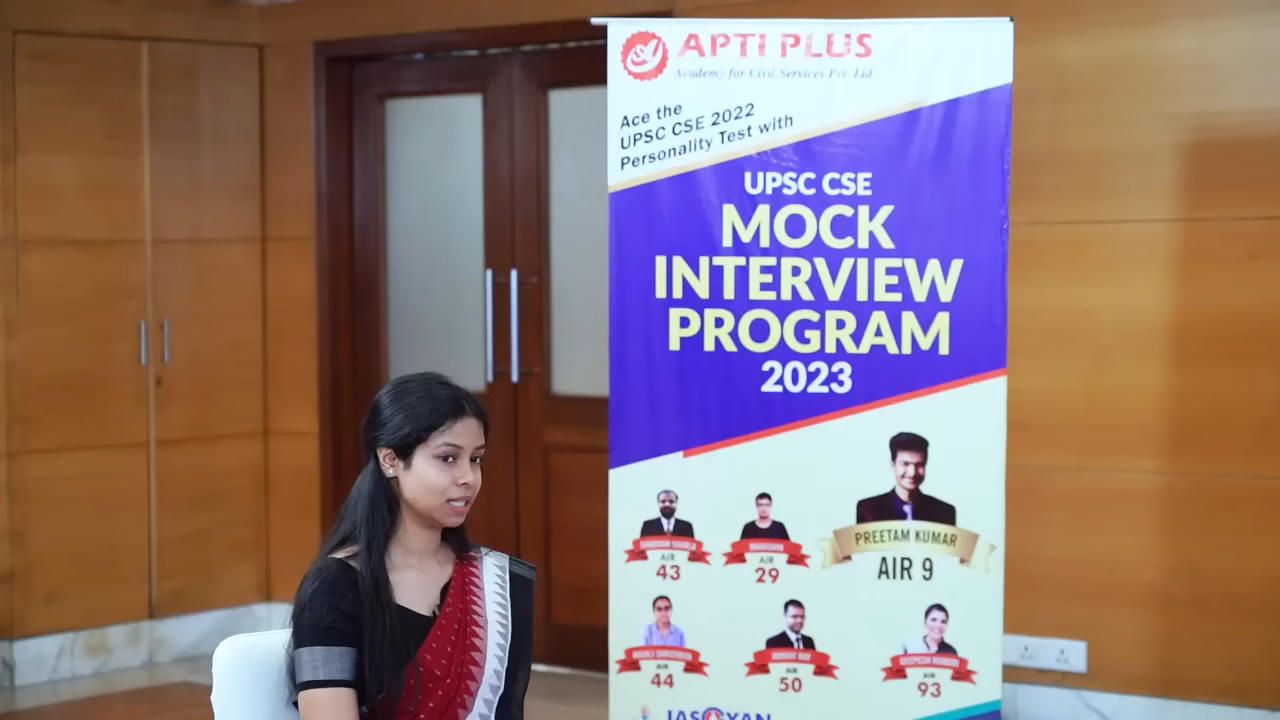 APTI PLUS
Academy for Civil Services Pvt. Ltd.
Ace the
UPSC CSE 2022
Personality Test with
UPSC CSE
MOCK
INTERVIEW
PROGRAM
2023
PREETAM KUMAR
AIR 9
AIR
43
AIR
29
AIR
44
AIR
50
AIR
93